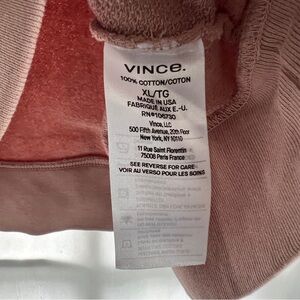 VINCE.
100% COTTON/COTON
XL/TG
MADE IN USA
FABRIQUÉ AUX É.-U.
RN#106730
Vince, LLC
500 Fifth Avenue, 20th Floor
New York, NY 10110
11 Rue Saint Florentin
75008 Paris France
SEE REVERSE FOR CARE
VOIR AU VERSO POUR LES SOINS